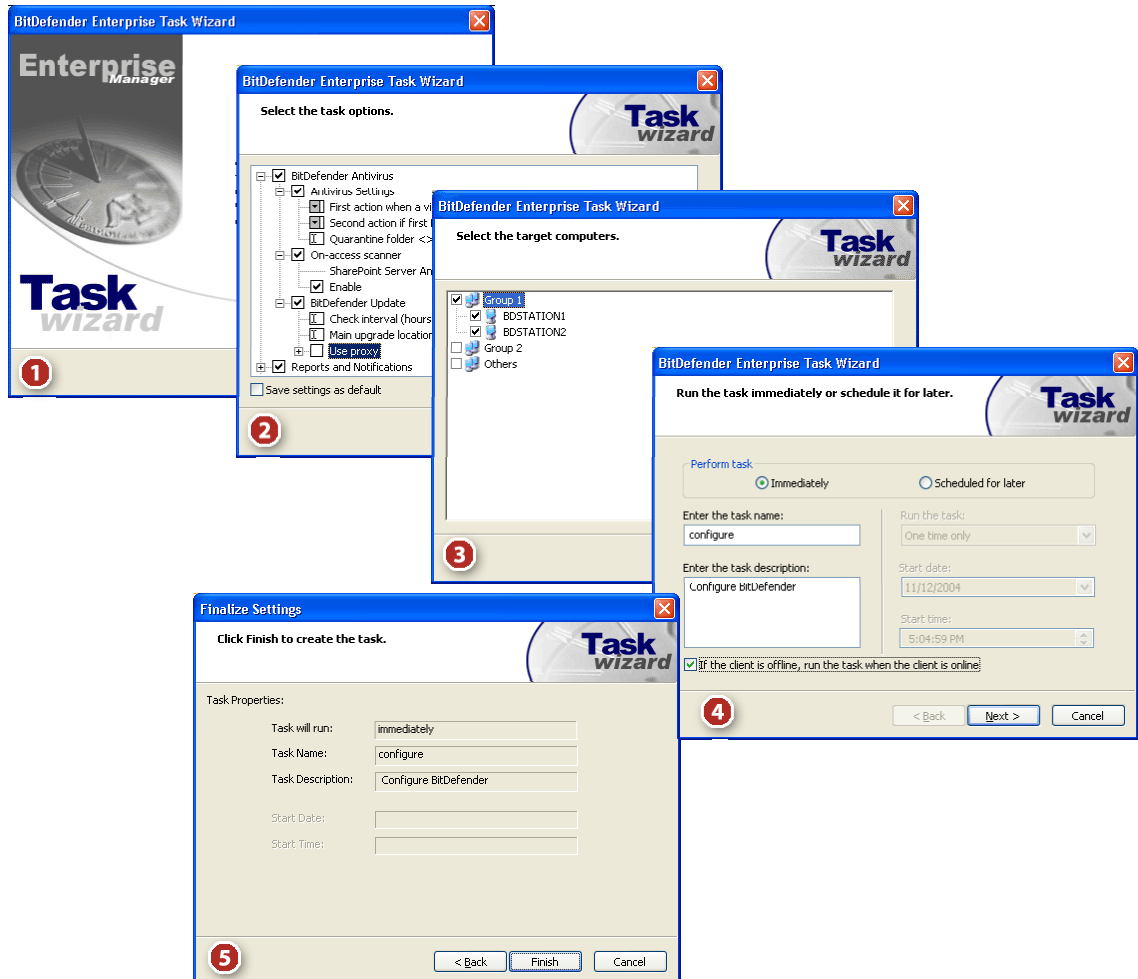 BitDefender Enterprise Task Wizard
Enterprise
Manager
Task
wizard
1
BitDefender Enterprise Task Wizard
Select the task options.
Task
wizard
BitDefender Antivirus
Antivirus Settings
First action when a vi
Second action if first
Quarantine folder <>
On-access scanner
SharePoint Server An
Enable
BitDefender Update
Check interval (hours
Main upgrade location
Use proxy
Reports and Notifications
Save settings as default
2
BitDefender Enterprise Task Wizard
Select the target computers.
Task
wizard
Group 1
BDSTATION1
BDSTATION2
Group 2
Others
3
BitDefender Enterprise Task Wizard
Run the task immediately or schedule it for later.
Task
wizard
Perform task
Immediately
Scheduled for later
Enter the task name:
configure
Enter the task description:
Configure BitDefender
Run the task:
One time only
Start date:
11/12/2004
Start time:
5:04:59 PM
If the client is offline, run the task when the client is online
4
< Back
Next >
Cancel
Finalize Settings
Click Finish to create the task.
Task
wizard
Task Properties:
Task will run: immediately
Task Name: configure
Task Description: Configure BitDefender
Start Date:
Start Time:
5
< Back
Finish
Cancel